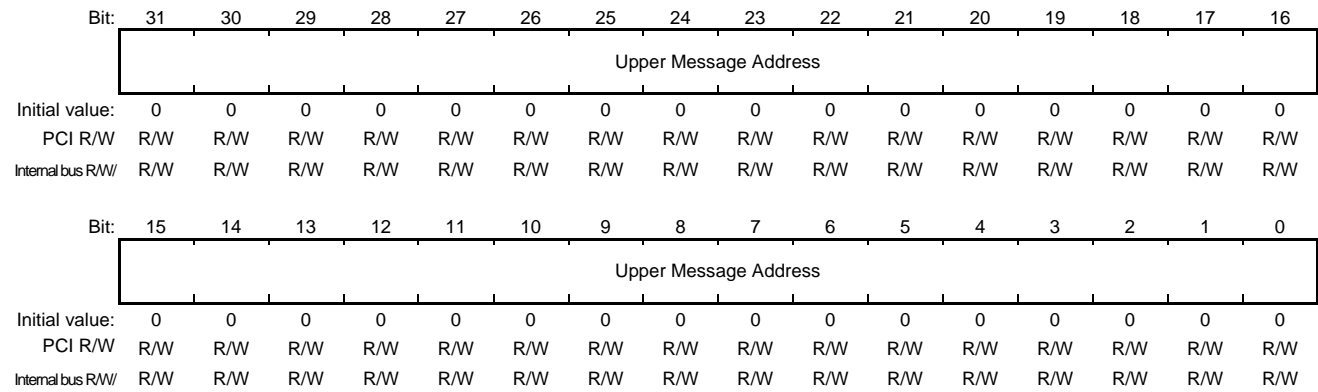 Bit: 31 30 29 28 27 26 25 24 23 22 21 20 19 18 17 16
Upper Message Address
Initial value: 0 0 0 0 0 0 0 0 0 0 0 0 0 0 0 0
PCI R/W R/W R/W R/W R/W R/W R/W R/W R/W R/W R/W R/W R/W R/W R/W R/W R/W
Internal bus R/W/ R/W R/W R/W R/W R/W R/W R/W R/W R/W R/W R/W R/W R/W R/W R/W R/W
Bit: 15 14 13 12 11 10 9 8 7 6 5 4 3 2 1 0
Upper Message Address
Initial value: 0 0 0 0 0 0 0 0 0 0 0 0 0 0 0 0
PCI R/W R/W R/W R/W R/W R/W R/W R/W R/W R/W R/W R/W R/W R/W R/W R/W R/W
Internal bus R/W/ R/W R/W R/W R/W R/W R/W R/W R/W R/W R/W R/W R/W R/W R/W R/W R/W